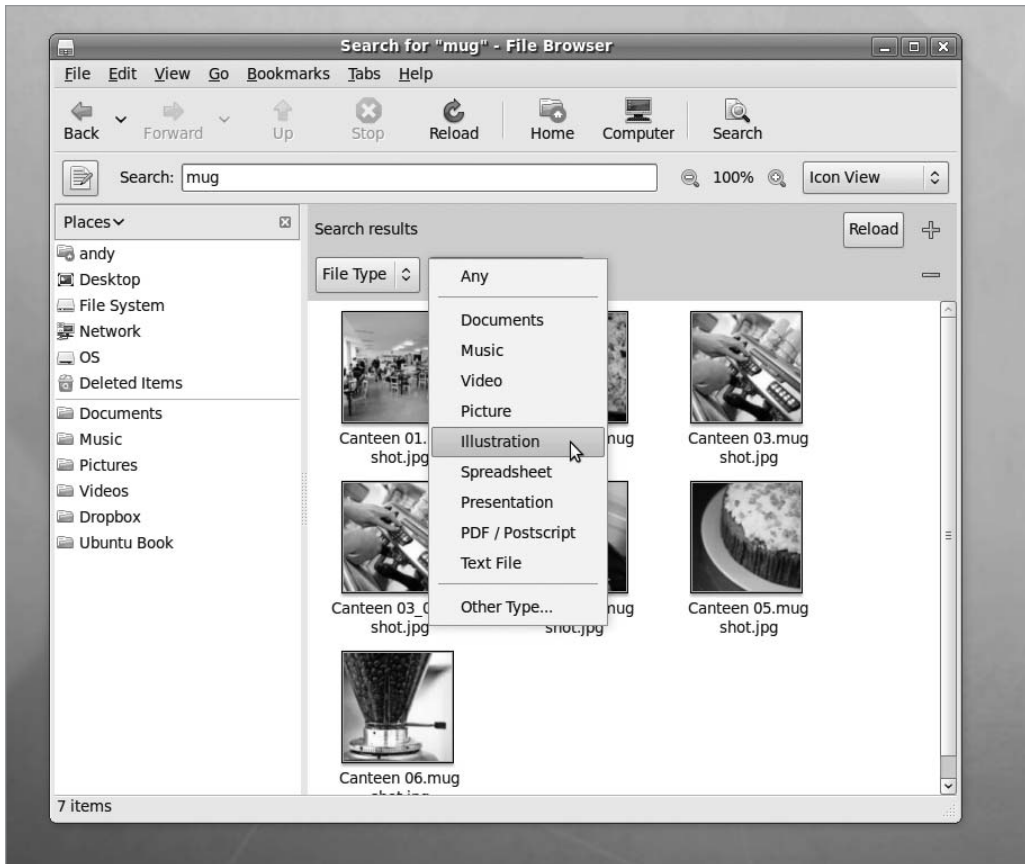 Search for "mug" - File Browser
File Edit View Go Bookmarks Tabs Help
Back Forward Up Stop Reload Home Computer Search
Search: mug 100% Icon View
Places
andy
Desktop
File System
Network
OS
Deleted Items
Documents
Music
Pictures
Videos
Dropbox
Ubuntu Book
Search results Reload
File Type
Any
Documents
Music
Video
Picture
Illustration
Spreadsheet
Presentation
PDF / Postscript
Text File
Other Type...
Canteen 01.
shot.jpg
mug
Canteen 03.mug
shot.jpg
Canteen 03_
shot.jpg
mug
shot.jpg
Canteen 05.mug
shot.jpg
Canteen 06.mug
7 items